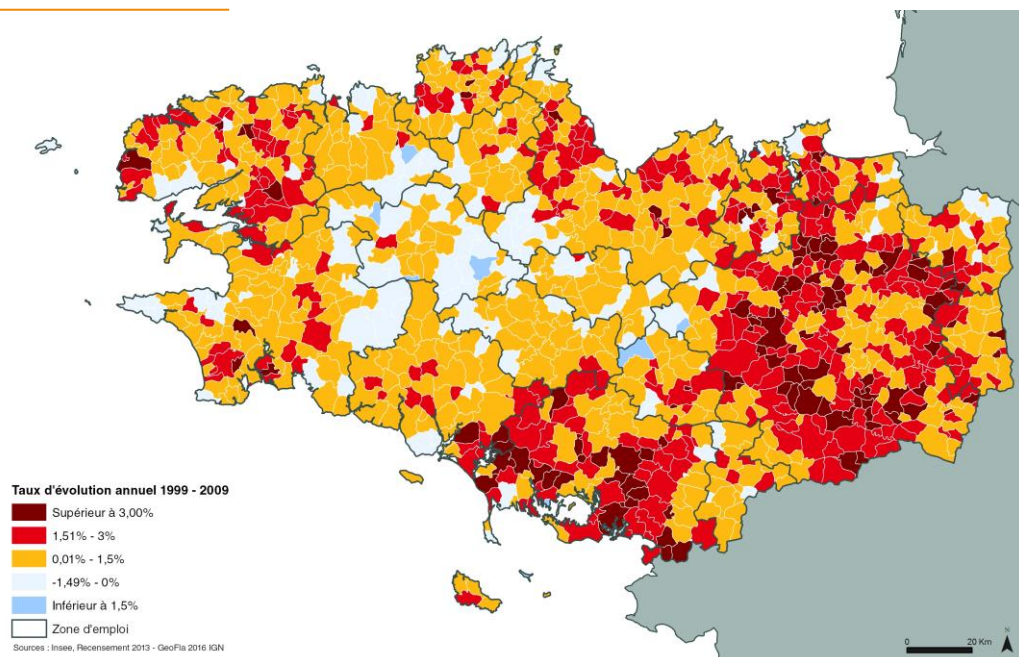 Taux d'évolution annuel 1999 - 2009
Supérieur à 3,00%
1,51% - 3%
0,01% - 1,5%
-1,49% - 0%
Inférieur à 1,5%
Zone d'emploi
Sources : Insee, Recensement 2013 - GeoFla 2016 IGN
0 20 Km
N